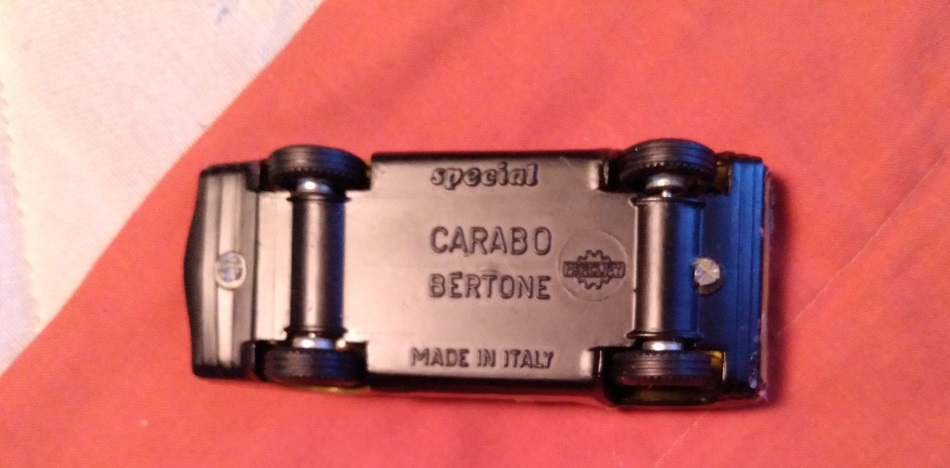 special
CARABO
BERTONE
MADE IN ITALY